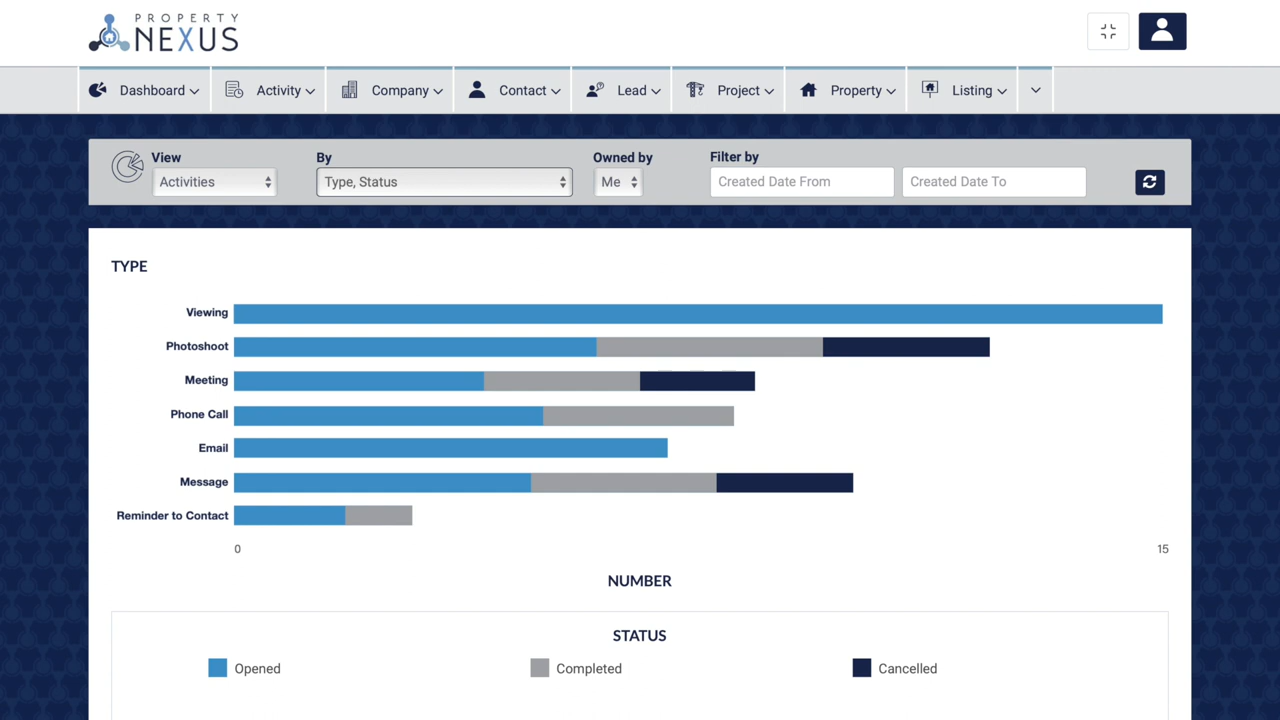 PROPERTY
NEXUS
Dashboard Activity Company Contact Lead Project Property Listing
View By Owned by Filter by
Activities Type, Status Me Created Date From Created Date To
TYPE
Viewing
Photoshoot
Meeting
Phone Call
Email
Message
Reminder to Contact
0 15
NUMBER
STATUS
Opened Completed Cancelled